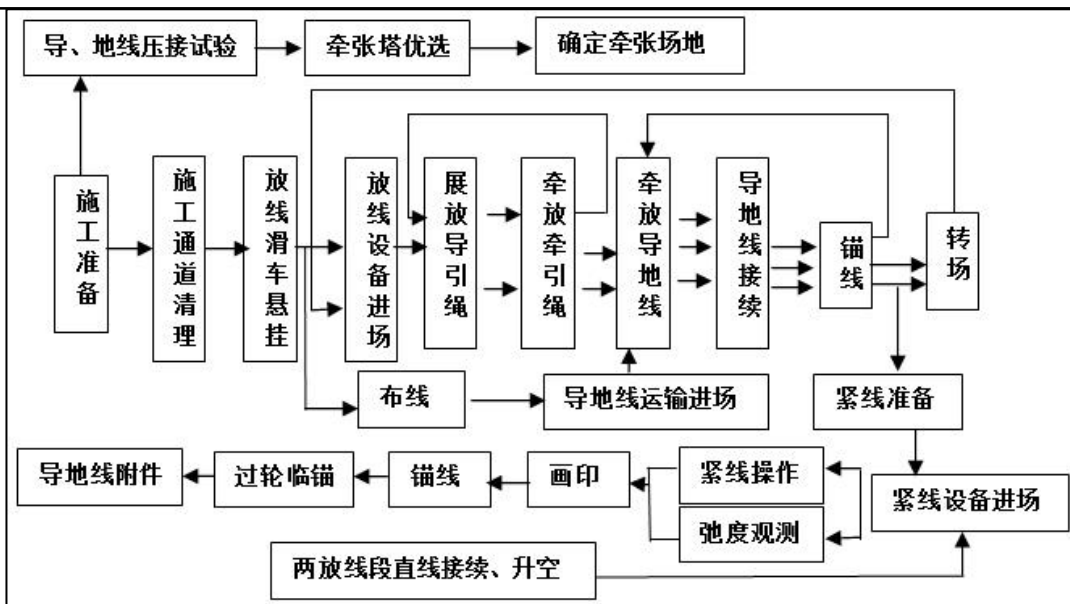 导、地线压接试验
牵张塔优选
确定牵张场地
施工准备
施工通道清理
放线滑车悬挂
放线设备进场
展放导引绳
牵放牵引绳
牵放导地线
导地线接续
锚线
转场
布线
导地线运输进场
紧线准备
导地线附件
过轮临锚
锚线
画印
紧线操作
弛度观测
紧线设备进场
两放线段直线接续、升空